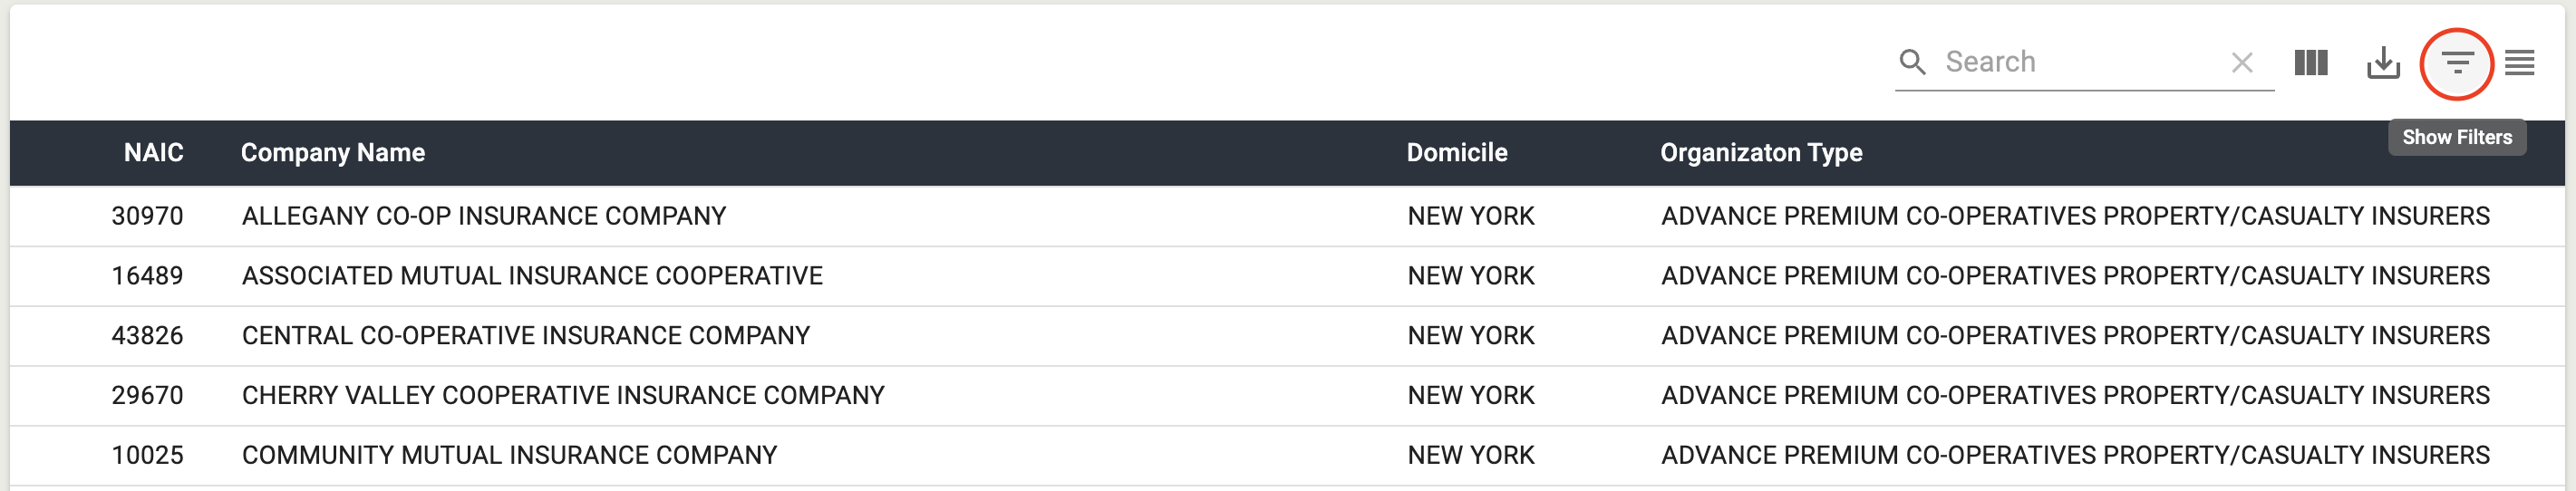 Search
Show Filters
NAIC Company Name Domicile Organizaton Type
30970 ALLEGANY CO-OP INSURANCE COMPANY NEW YORK ADVANCE PREMIUM CO-OPERATIVES PROPERTY/CASUALTY INSURERS
16489 ASSOCIATED MUTUAL INSURANCE COOPERATIVE NEW YORK ADVANCE PREMIUM CO-OPERATIVES PROPERTY/CASUALTY INSURERS
43826 CENTRAL CO-OPERATIVE INSURANCE COMPANY NEW YORK ADVANCE PREMIUM CO-OPERATIVES PROPERTY/CASUALTY INSURERS
29670 CHERRY VALLEY COOPERATIVE INSURANCE COMPANY NEW YORK ADVANCE PREMIUM CO-OPERATIVES PROPERTY/CASUALTY INSURERS
10025 COMMUNITY MUTUAL INSURANCE COMPANY NEW YORK ADVANCE PREMIUM CO-OPERATIVES PROPERTY/CASUALTY INSURERS